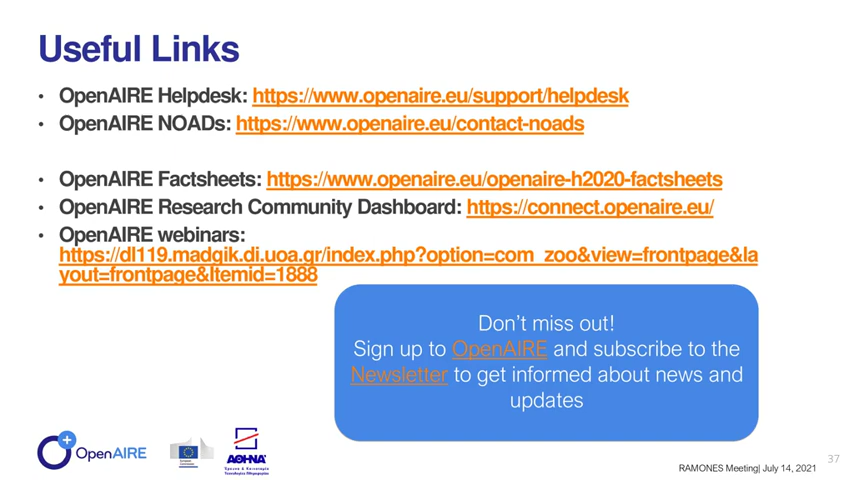 Useful Links
• OpenAIRE Helpdesk: https://www.openaire.eu/support/helpdesk
• OpenAIRE NOADs: https://www.openaire.eu/contact-noads
• OpenAIRE Factsheets: https://www.openaire.eu/openaire-h2020-factsheets
• OpenAIRE Research Community Dashboard: https://connect.openaire.eu/
• OpenAIRE webinars:
https://dl119.madgik.di.uoa.gr/index.php?option=com_zoo&view=frontpage&la
yout=frontpage&Itemid=1888
Don't miss out!
Sign up to OpenAIRE and subscribe to the
Newsletter to get informed about news and
updates
OpenAIRE
ΑΘΗΝΑ
Έρευνα & Καινοτομία
Τεχνολογίες Πληροφορίας
37
RAMONES Meeting| July 14, 2021